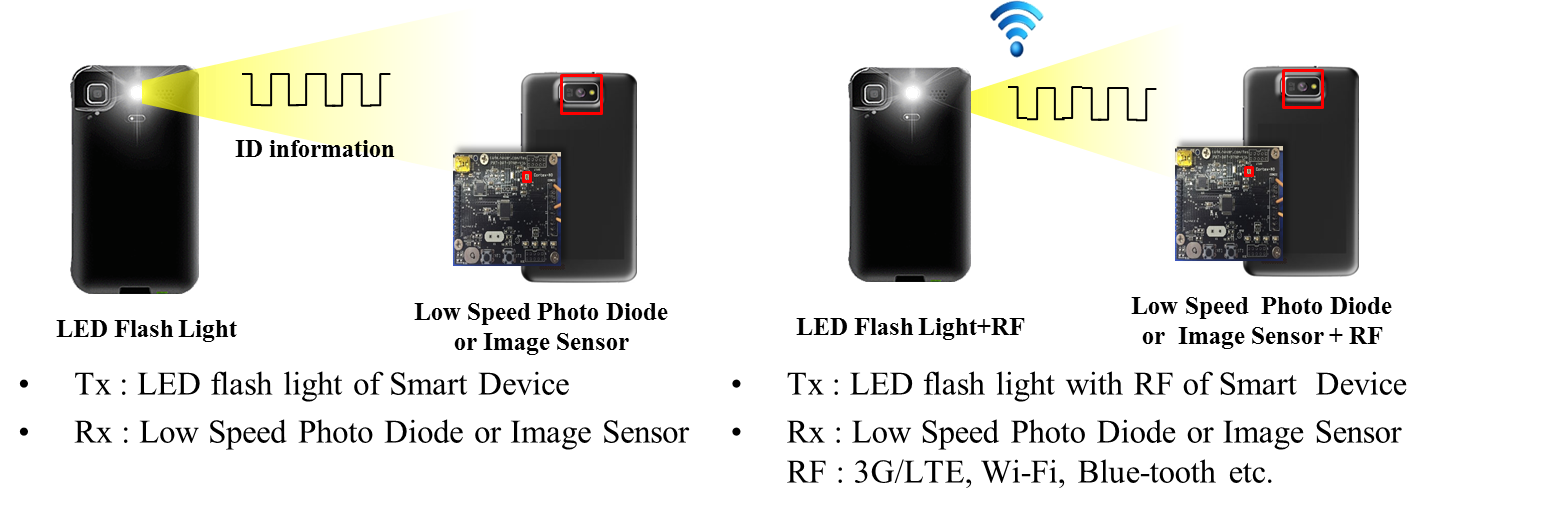 ID information
LED Flash Light
Low Speed Photo Diode
or Image Sensor
• Tx : LED flash light of Smart Device
• Rx : Low Speed Photo Diode or Image Sensor
LED Flash Light+RF
Low Speed Photo Diode
or Image Sensor + RF
• Tx : LED flash light with RF of Smart Device
• Rx : Low Speed Photo Diode or Image Sensor
RF : 3G/LTE, Wi-Fi, Blue-tooth etc.